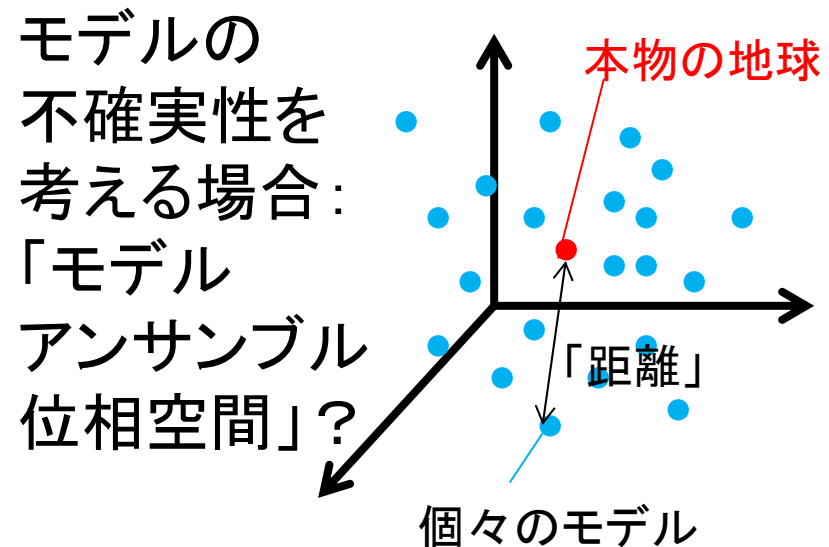 モデルの
不確実性を
考える場合：
「モデル
アンサンブル
位相空間」？
本物の地球
「距離」
個々のモデル